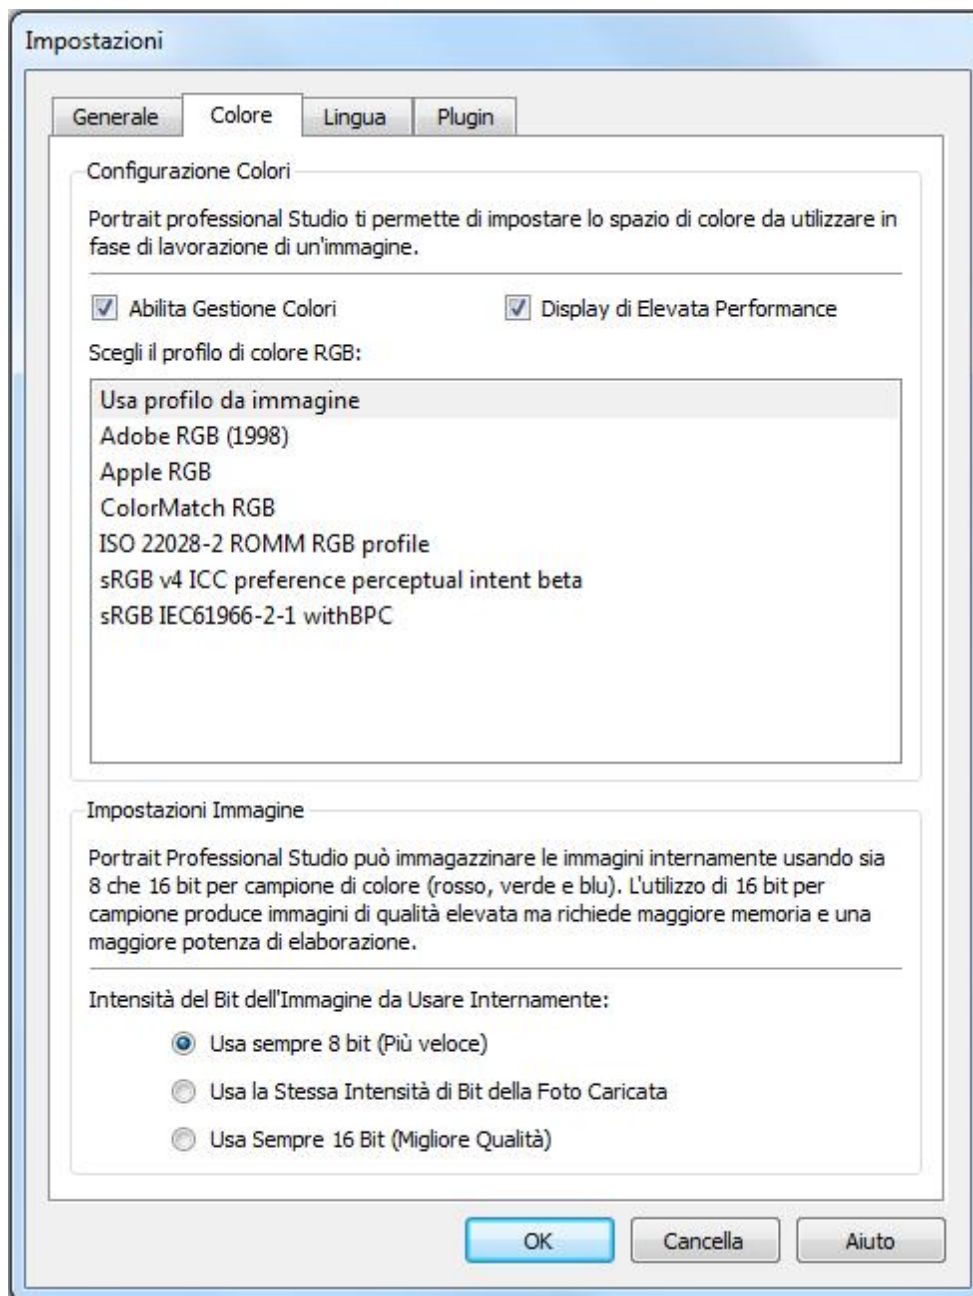 Impostazioni
Generale Colore Lingua Plugin
Configurazione Colori
Portrait professional Studio ti permette di impostare lo spazio di colore da utilizzare in
fase di lavorazione di un'immagine.
Abilita Gestione Colori Display di Elevata Performance
Scegli il profilo di colore RGB:
Usa profilo da immagine
Adobe RGB (1998)
Apple RGB
ColorMatch RGB
ISO 22028-2 ROMM RGB profile
sRGB v4 ICC preference perceptual intent beta
sRGB IEC61966-2-1 withBPC
Impostazioni Immagine
Portrait Professional Studio può immagazzinare le immagini internamente usando sia
8 che 16 bit per campione di colore (rosso, verde e blu). L'utilizzo di 16 bit per
campione produce immagini di qualità elevata ma richiede maggiore memoria e una
maggiore potenza di elaborazione.
Intensità del Bit dell'Immagine da Usare Internamente:
Usa sempre 8 bit (Più veloce)
Usa la Stessa Intensità di Bit della Foto Caricata
Usa Sempre 16 Bit (Migliore Qualità)
OK Cancella Aiuto